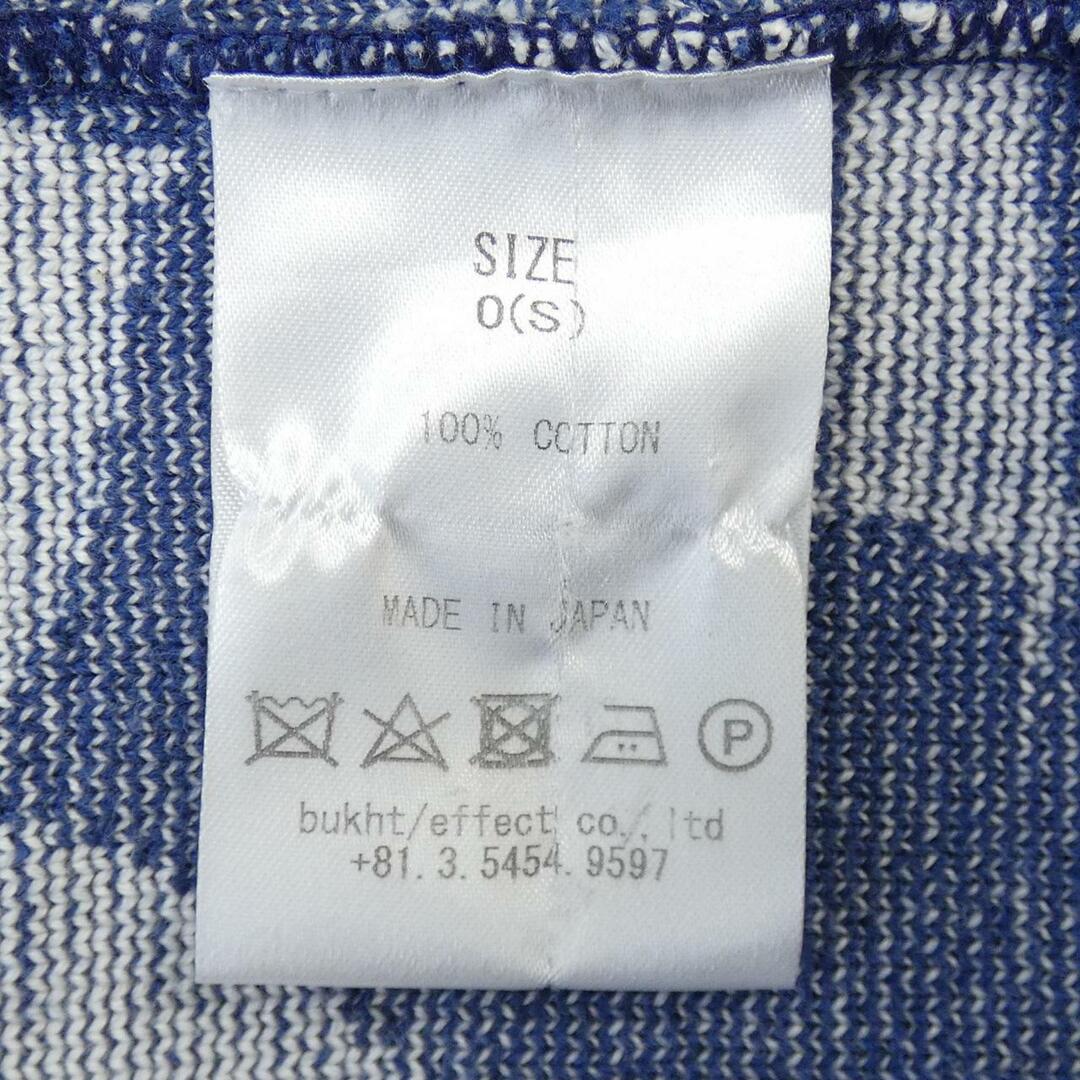 SIZE
0(S)
100% COTTON
MADE IN JAPAN
P
bukht/effect co., ltd
+81.3.5454.9597